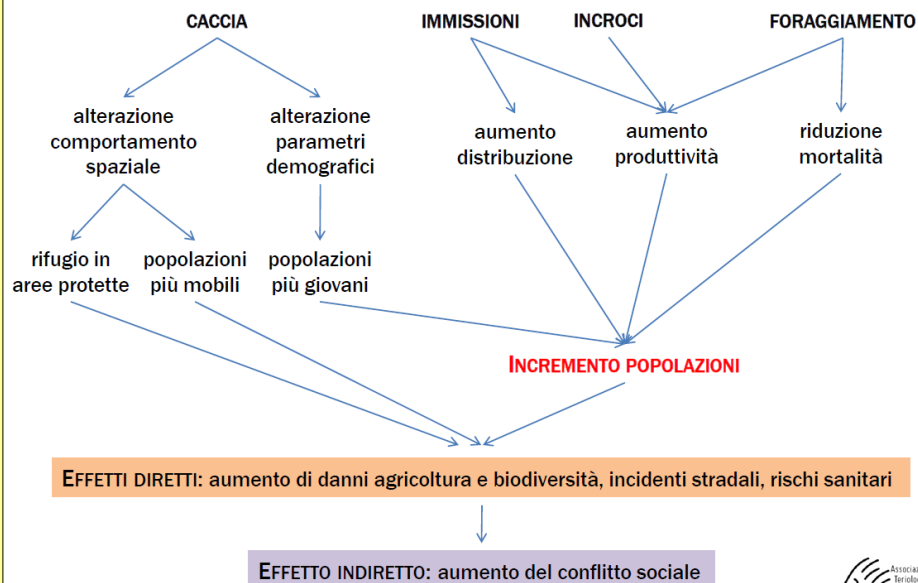 CACCIA
IMMISSIONI
INCROCI
FORAGGIAMENTO
alterazione
comportamento
spaziale
alterazione
parametri
demografici
aumento
distribuzione
aumento
produttività
riduzione
mortalità
rifugio in
aree protette
popolazioni
più mobili
popolazioni
più giovani
INCREMENTO POPOLAZIONI
EFFETTI DIRETTI: aumento di danni agricoltura e biodiversità, incidenti stradali, rischi sanitari
EFFETTO INDIRETTO: aumento del conflitto sociale